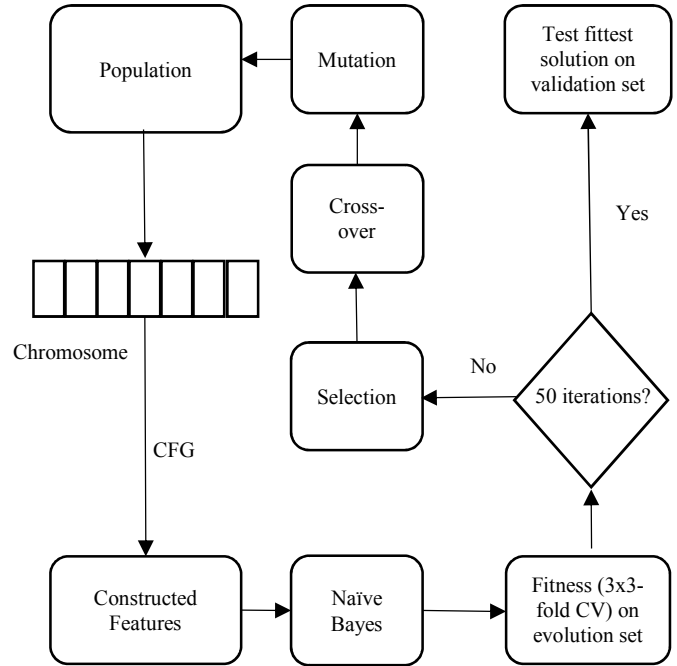 Population
Mutation
Test fittest
solution on
validation set
Cross-
over
Yes
Chromosome
Selection
No
50 iterations?
CFG
Constructed
Features
Naïve
Bayes
Fitness (3x3-
fold CV) on
evolution set